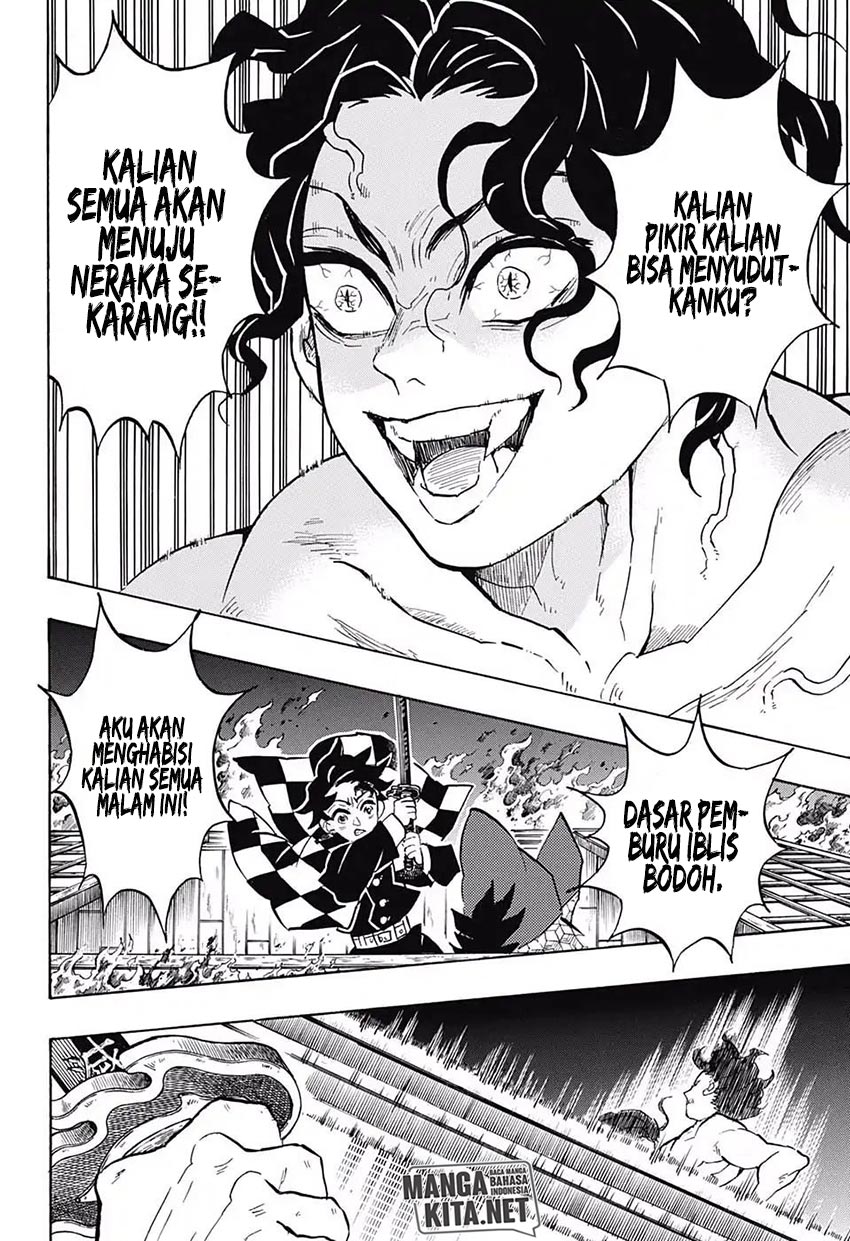 KALIAN
PIKIR KALIAN
BISA MENYUDUT-
KANKU?
KALIAN
SEMUA AKAN
MENUJU
NERAKA SE-
KARANG!!
DASAR PEM-
BURU IBLIS
BODOH.
AKU AKAN
MENGHABISI
KALIAN SEMUA
MALAM INI!
MANGA
KITA.NET
BACA MANGA
BAHASA
INDONESIA